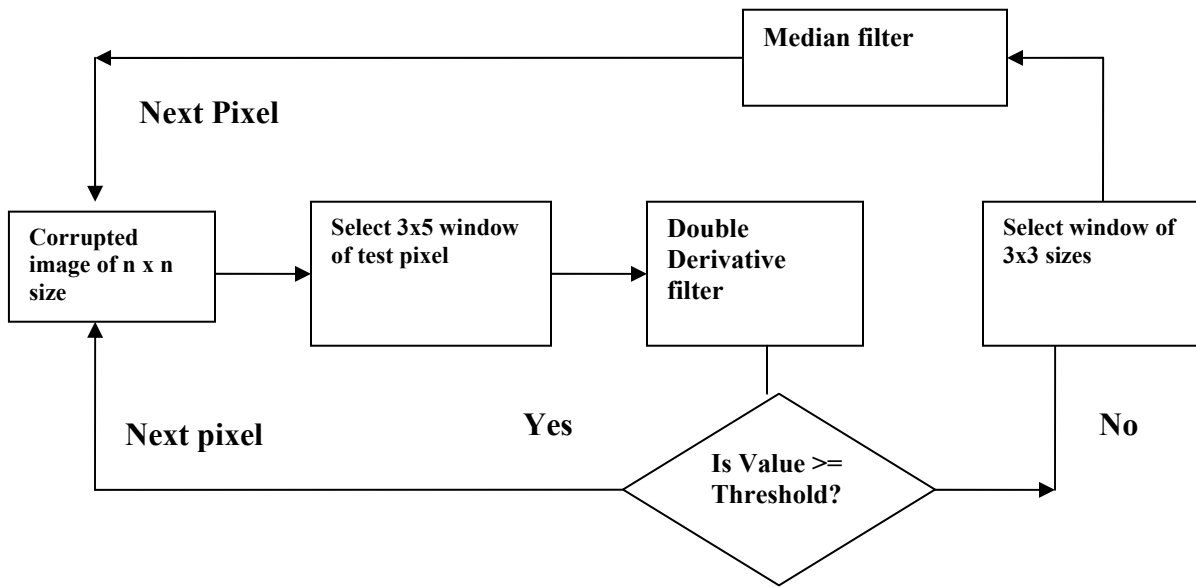 Median filter
Next Pixel
Corrupted
image of n x n
size
Select 3x5 window
of test pixel
Double
Derivative
filter
Select window of
3x3 sizes
Next pixel
Yes
No
Is Value >=
Threshold?